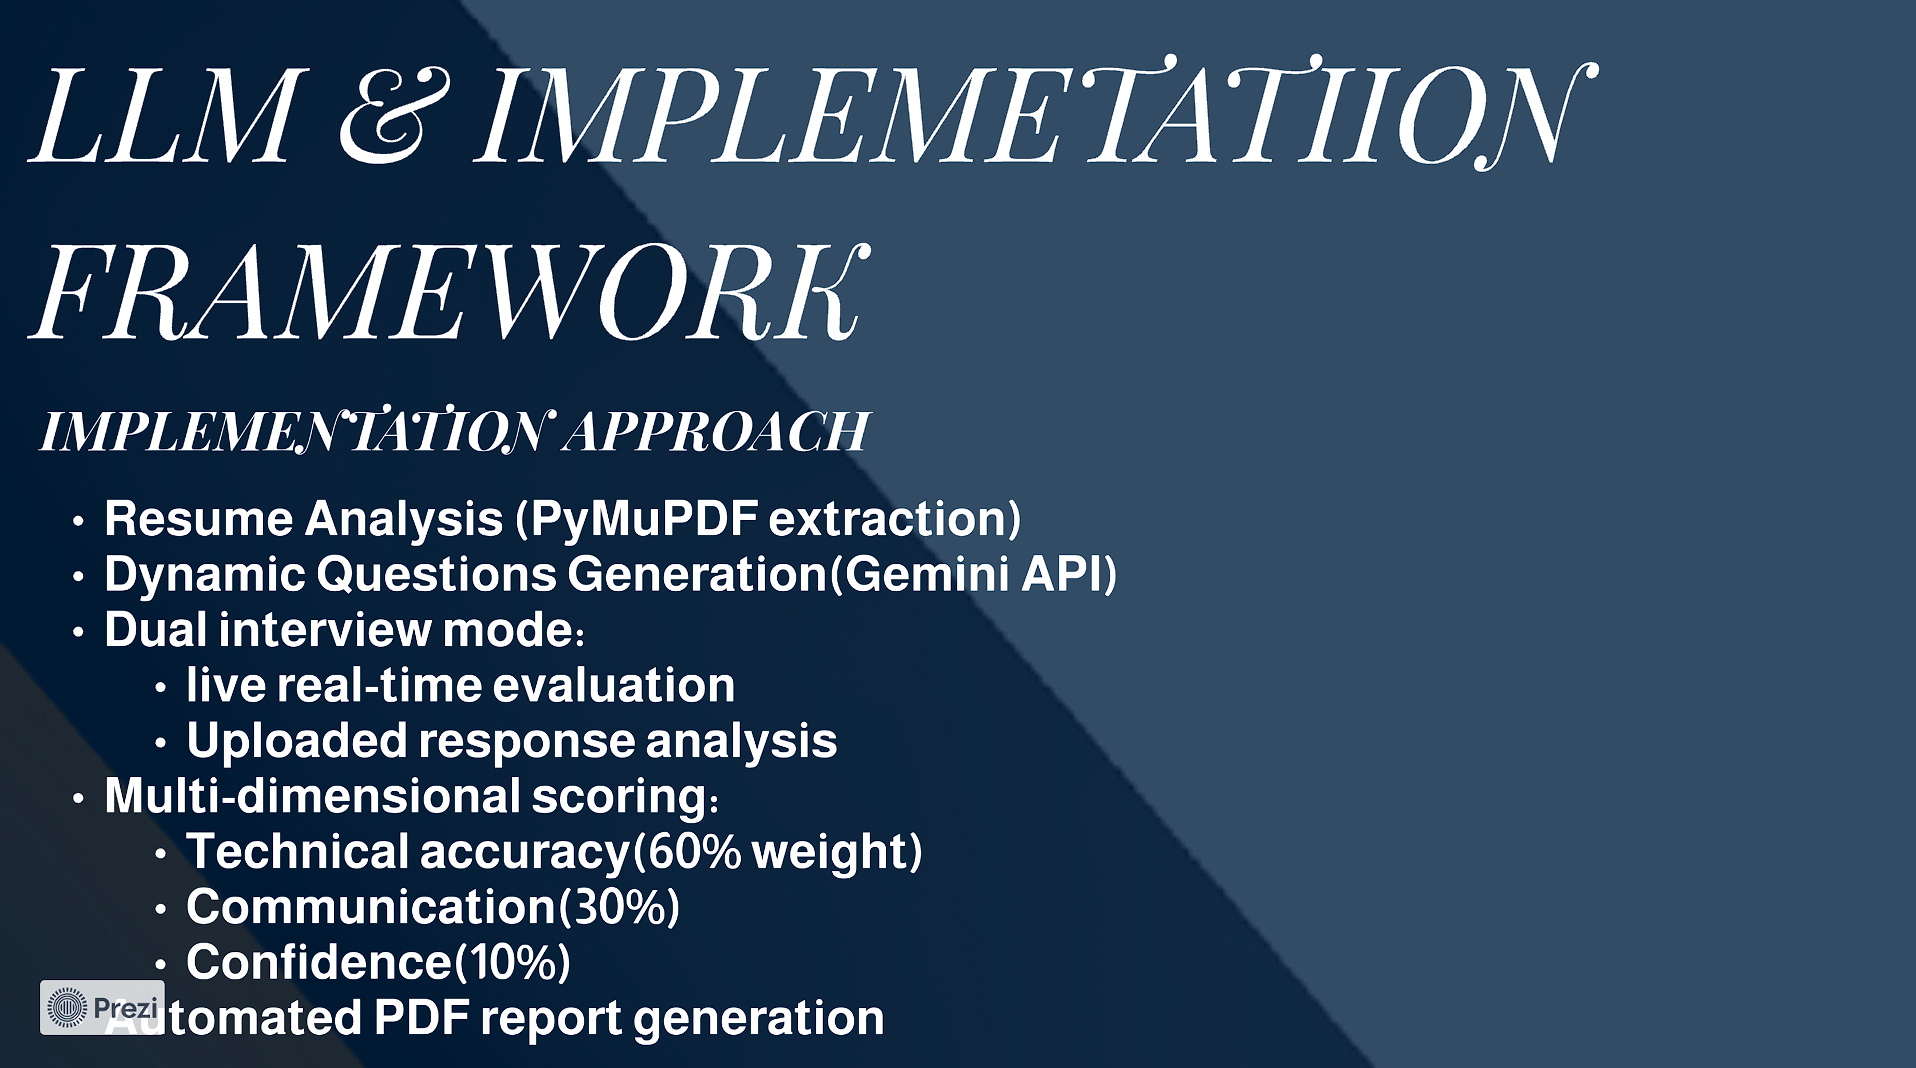 LLM & IMPLEMETATIION
FRAMEWORK
IMPLEMENTATION APPROACH
• Resume Analysis (PyMuPDF extraction)
• Dynamic Questions Generation(Gemini API)
• Dual interview mode:
• live real-time evaluation
• Uploaded response analysis
• Multi-dimensional scoring:
• Technical accuracy(60% weight)
• Communication(30%)
• Confidence(10%)
Automated PDF report generation
Prezi